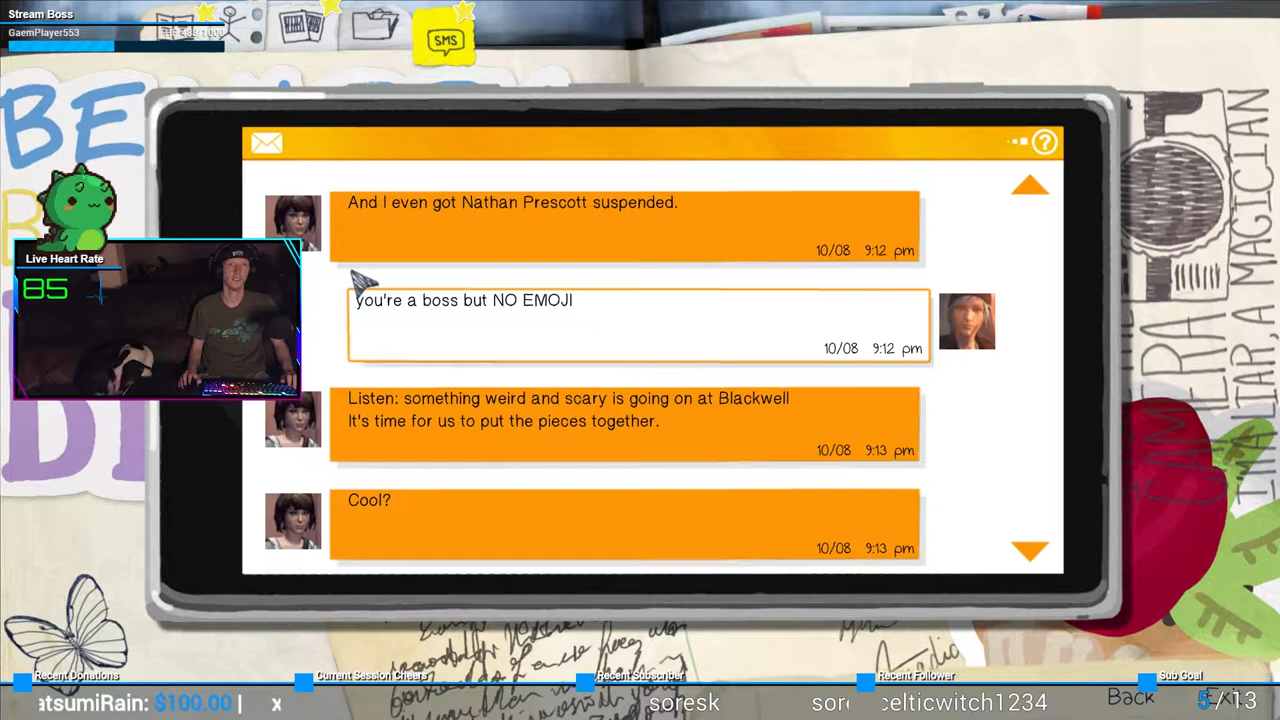 Stream Boss
GaemPlayer553
SMS
And I even got Nathan Prescott suspended.
10/08 9:12 pm
Live Heart Rate
85
you're a boss but NO EMOJI
10/08 9:12 pm
Listen: something weird and scary is going on at Blackwell
It's time for us to put the pieces together.
10/08 9:13 pm
Cool?
10/08 9:13 pm
CAMERA
LIAR, A MAGICIAN
Recent Donations
Current Session Cheers
Recent Subscriber
Recent Follower
Sub Goal
atsumiRain: $100.00 |
x
soresk
sore
celticwitch1234
Back
Exit
5 / 13